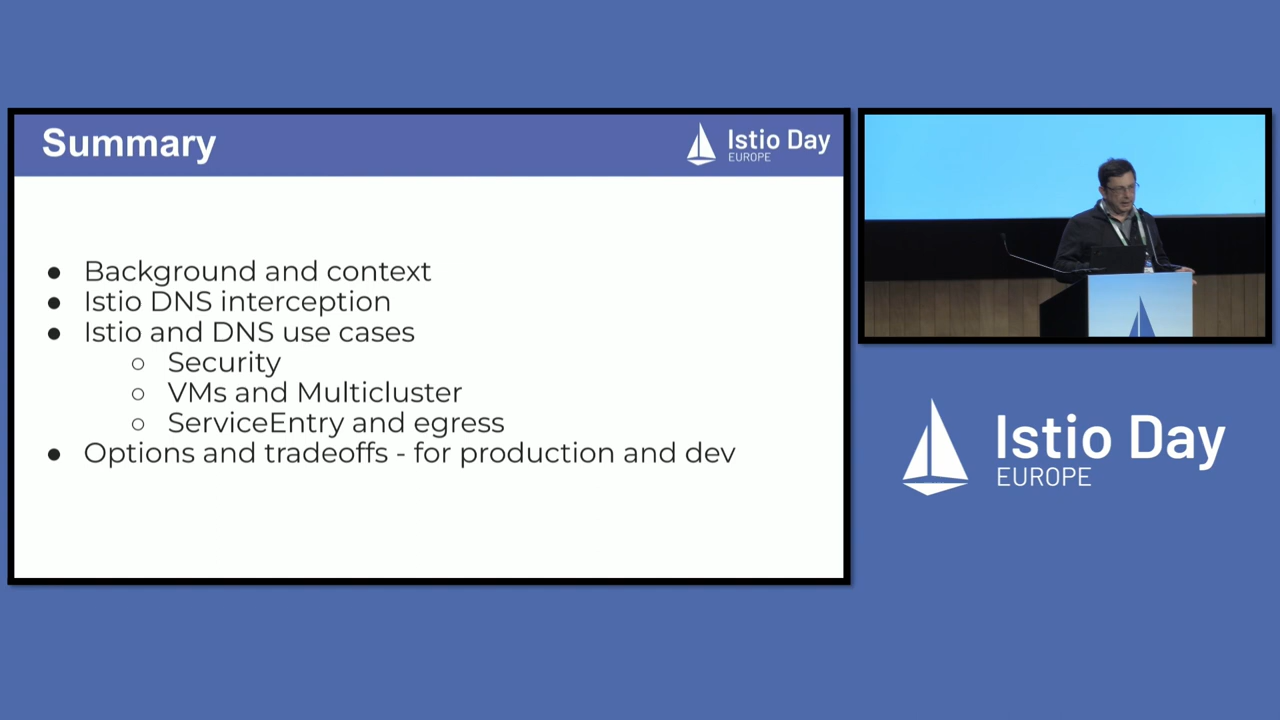 Summary
Istio Day
EUROPE
● Background and context
● Istio DNS interception
● Istio and DNS use cases
○ Security
○ VMs and Multicluster
○ ServiceEntry and egress
● Options and tradeoffs - for production and dev
Istio Day
EUROPE